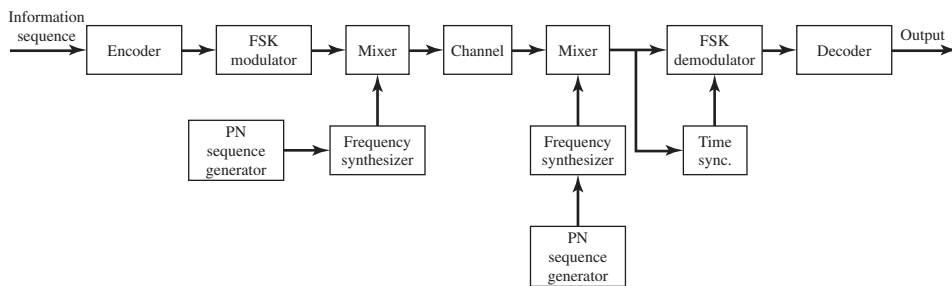 Information
sequence
Encoder
FSK
modulator
Mixer
Channel
Mixer
FSK
demodulator
Decoder
Output
PN
sequence
generator
Frequency
synthesizer
Frequency
synthesizer
Time
sync.
PN
sequence
generator